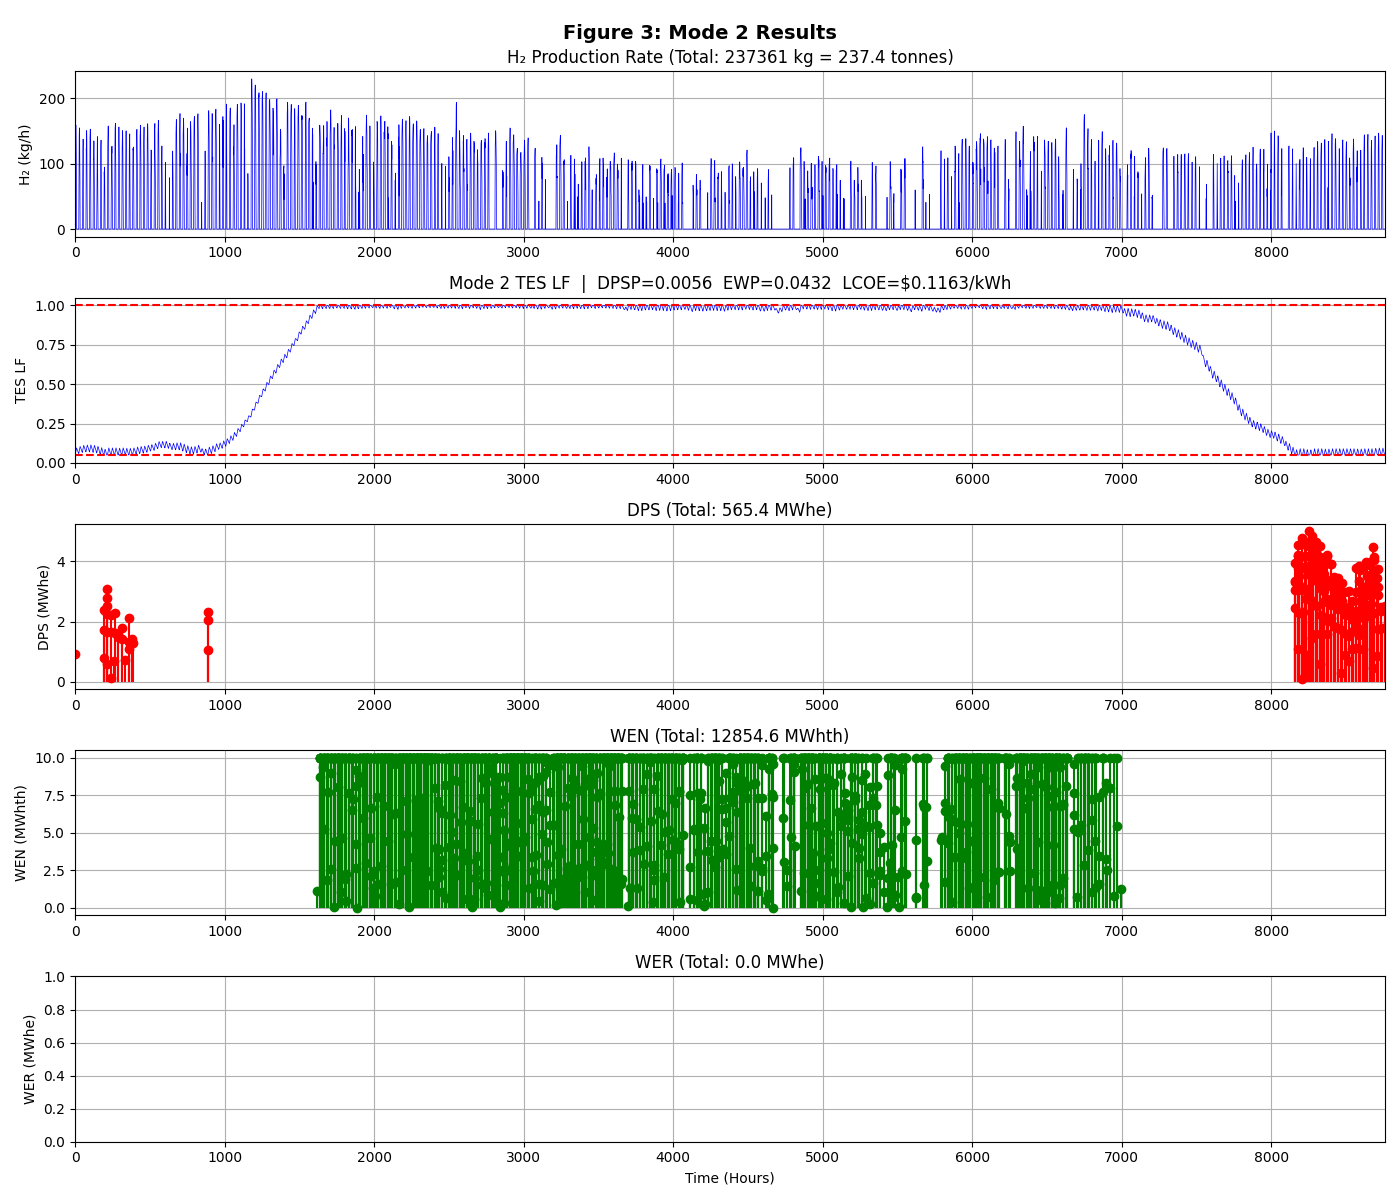 Figure 3: Mode 2 Results
H₂ Production Rate (Total: 237361 kg = 237.4 tonnes)
H₂ (kg/h)
200
100
0
0 1000 2000 3000 4000 5000 6000 7000 8000
Mode 2 TES LF | DPSP=0.0056 EWP=0.0432 LCOE=$0.1163/kWh
TES LF
1.00
0.75
0.50
0.25
0.00
0 1000 2000 3000 4000 5000 6000 7000 8000
DPS (Total: 565.4 MWhe)
DPS (MWhe)
4
2
0
0 1000 2000 3000 4000 5000 6000 7000 8000
WEN (Total: 12854.6 MWhth)
WEN (MWhth)
10.0
7.5
5.0
2.5
0.0
0 1000 2000 3000 4000 5000 6000 7000 8000
WER (Total: 0.0 MWhe)
WER (MWhe)
1.0
0.8
0.6
0.4
0.2
0.0
0 1000 2000 3000 4000 5000 6000 7000 8000
Time (Hours)